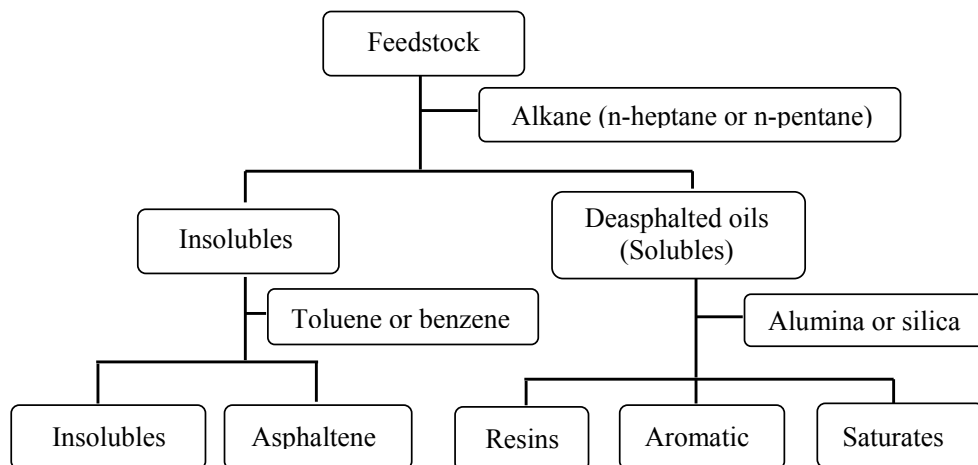 Feedstock
Alkane (n-heptane or n-pentane)
Insolubles
Deasphalted oils
(Solubles)
Toluene or benzene
Alumina or silica
Insolubles
Asphaltene
Resins
Aromatic
Saturates